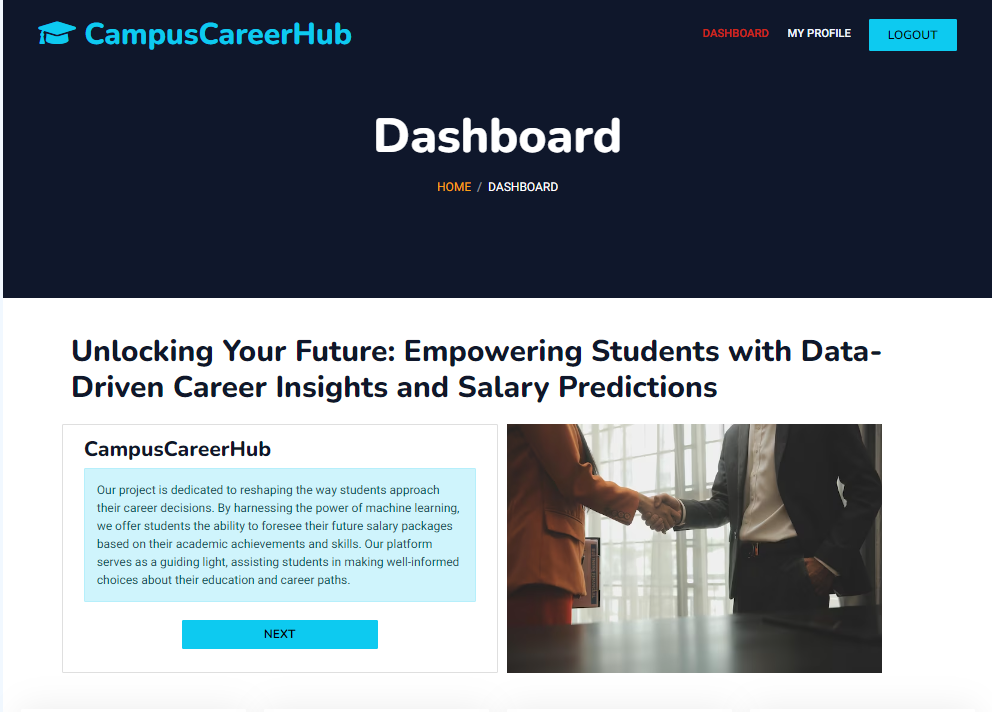 CampusCareerHub
DASHBOARD
MY PROFILE
LOGOUT
Dashboard
HOME / DASHBOARD
Unlocking Your Future: Empowering Students with Data-
Driven Career Insights and Salary Predictions
CampusCareerHub
Our project is dedicated to reshaping the way students approach
their career decisions. By harnessing the power of machine learning,
we offer students the ability to foresee their future salary packages
based on their academic achievements and skills. Our platform
serves as a guiding light, assisting students in making well-informed
choices about their education and career paths.
NEXT